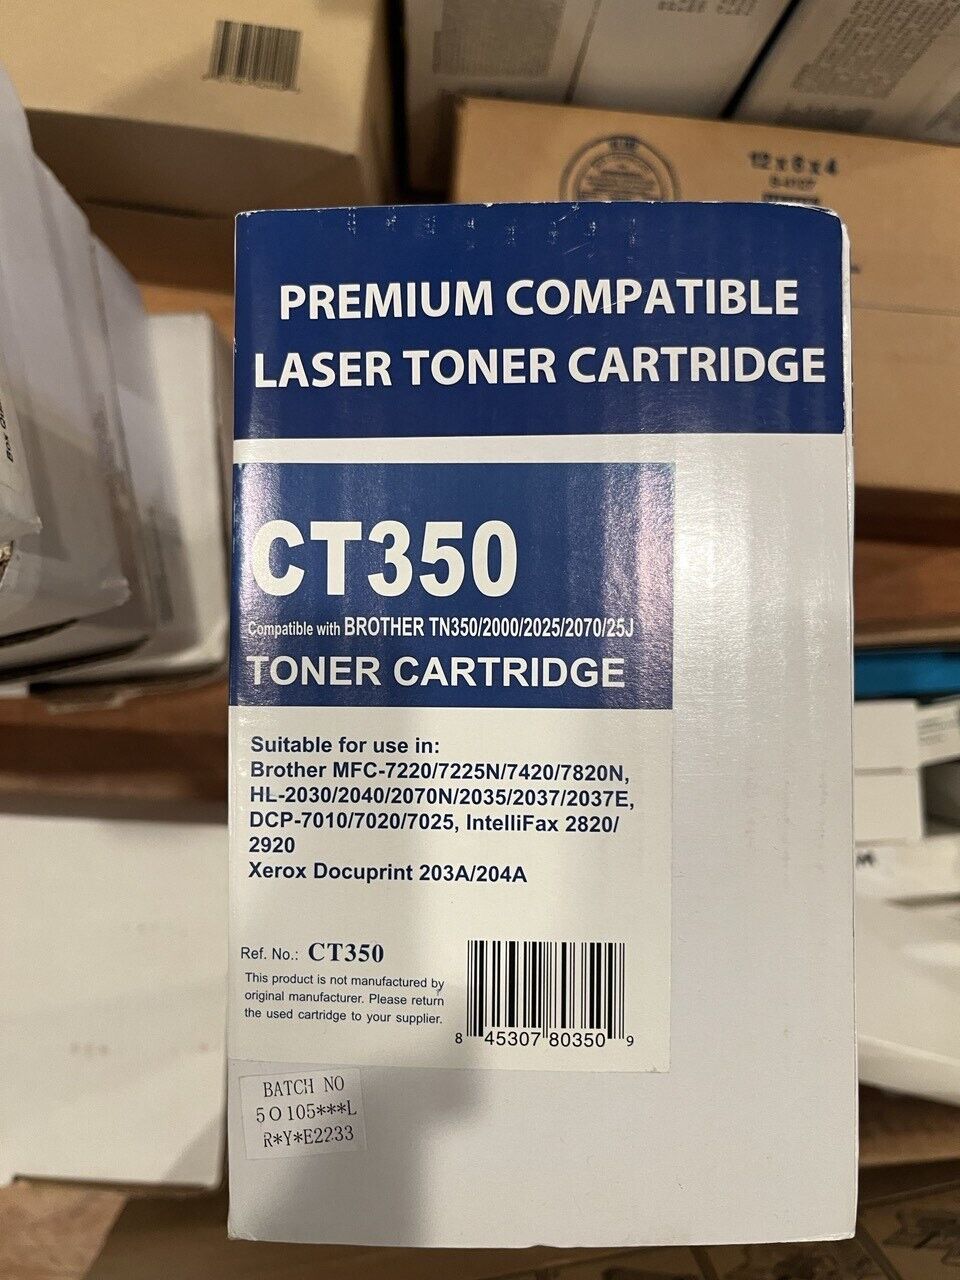 12 x 8 x 4
PREMIUM COMPATIBLE
LASER TONER CARTRIDGE
CT350
Compatible with BROTHER TN350/2000/2025/2070/25J
TONER CARTRIDGE
Suitable for use in:
Brother MFC-7220/7225N/7420/7820N,
HL-2030/2040/2070N/2035/2037/2037E,
DCP-7010/7020/7025, IntelliFax 2820/
2920
Xerox Docuprint 203A/204A
Ref. No.: CT350
This product is not manufactured by
original manufacturer. Please return
the used cartridge to your supplier.
8 45307 80350 9
BATCH NO
5O105***L
R*Y*E2233